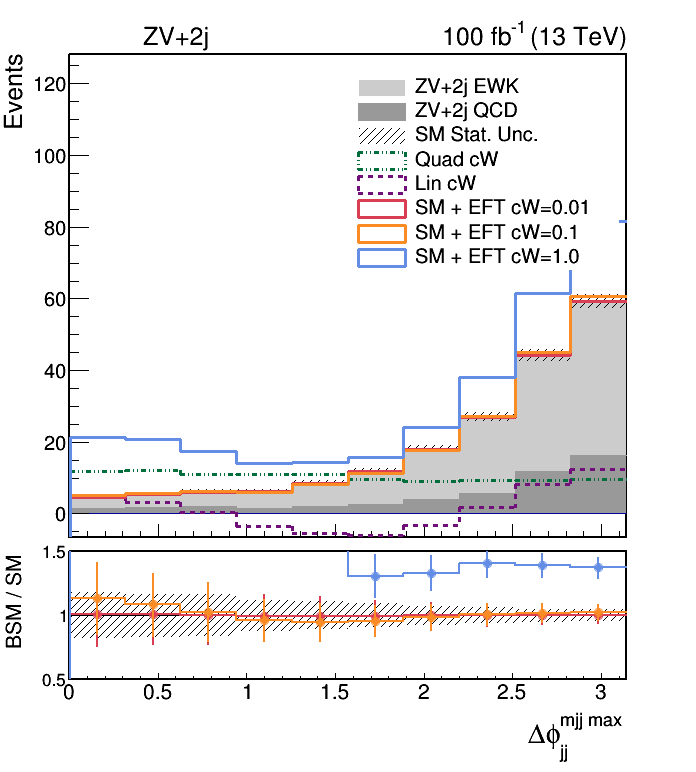 ZV+2j 100 fb⁻¹ (13 TeV)
Events
120
100
80
60
40
20
0
ZV+2j EWK
ZV+2j QCD
SM Stat. Unc.
Quad cW
Lin cW
SM + EFT cW=0.01
SM + EFT cW=0.1
SM + EFT cW=1.0
BSM / SM
1.5
1
0.5
0 0.5 1 1.5 2 2.5 3
Δϕ_jj^mjj max